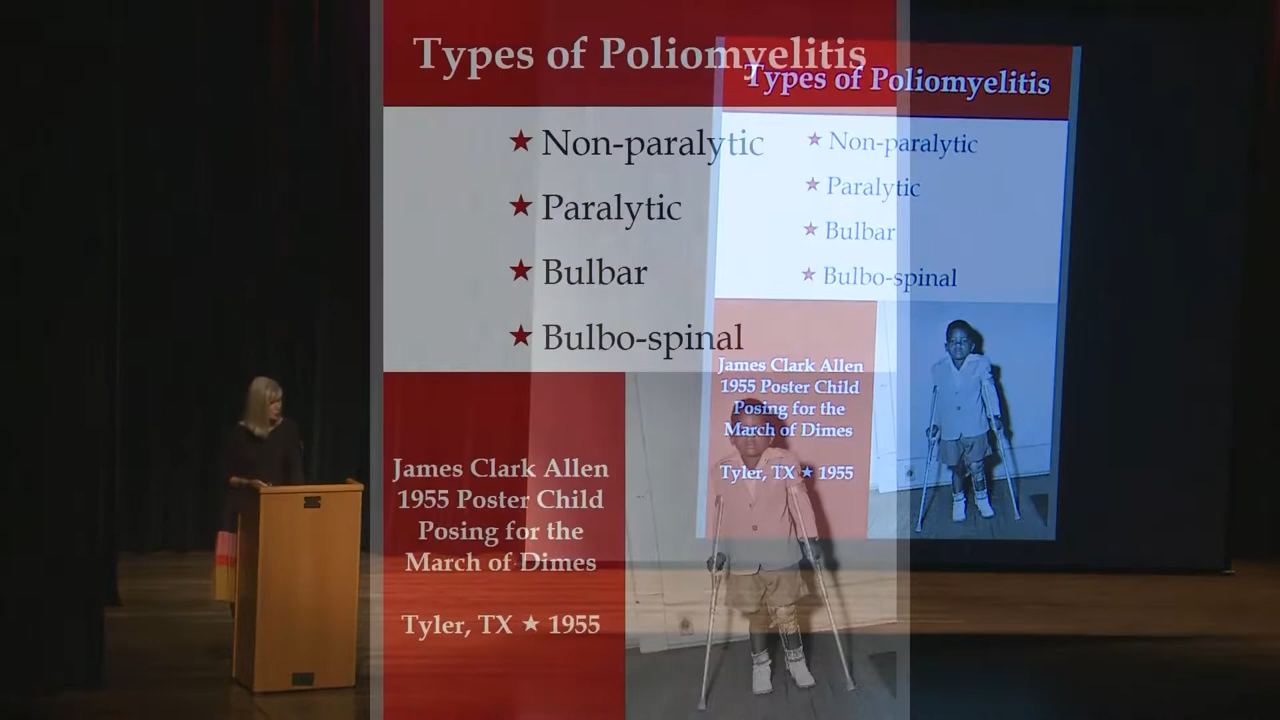 Types of Poliomyelitis
★ Non-paralytic
★ Paralytic
★ Bulbar
★ Bulbo-spinal
James Clark Allen
1955 Poster Child
Posing for the
March of Dimes
Tyler, TX ★ 1955
Types of Poliomyelitis
★ Non-paralytic
★ Paralytic
★ Bulbar
★ Bulbo-spinal
James Clark Allen
1955 Poster Child
Posing for the
March of Dimes
Tyler, TX ★ 1955